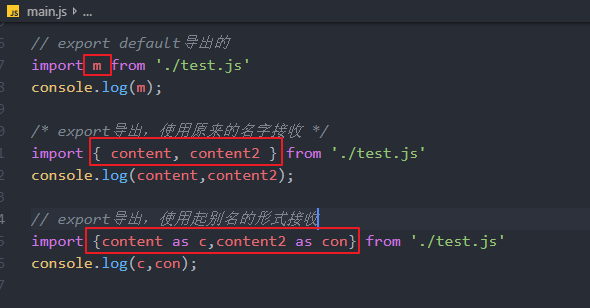 JS main.js > ...
6 // export default导出的
7 import m from './test.js'
8 console.log(m);
9
0 /* export导出，使用原来的名字接收 */
1 import { content, content2 } from './test.js'
2 console.log(content,content2);
3
4 // export导出，使用起别名的形式接收
5 import {content as c,content2 as con} from './test.js'
6 console.log(c,con);
7